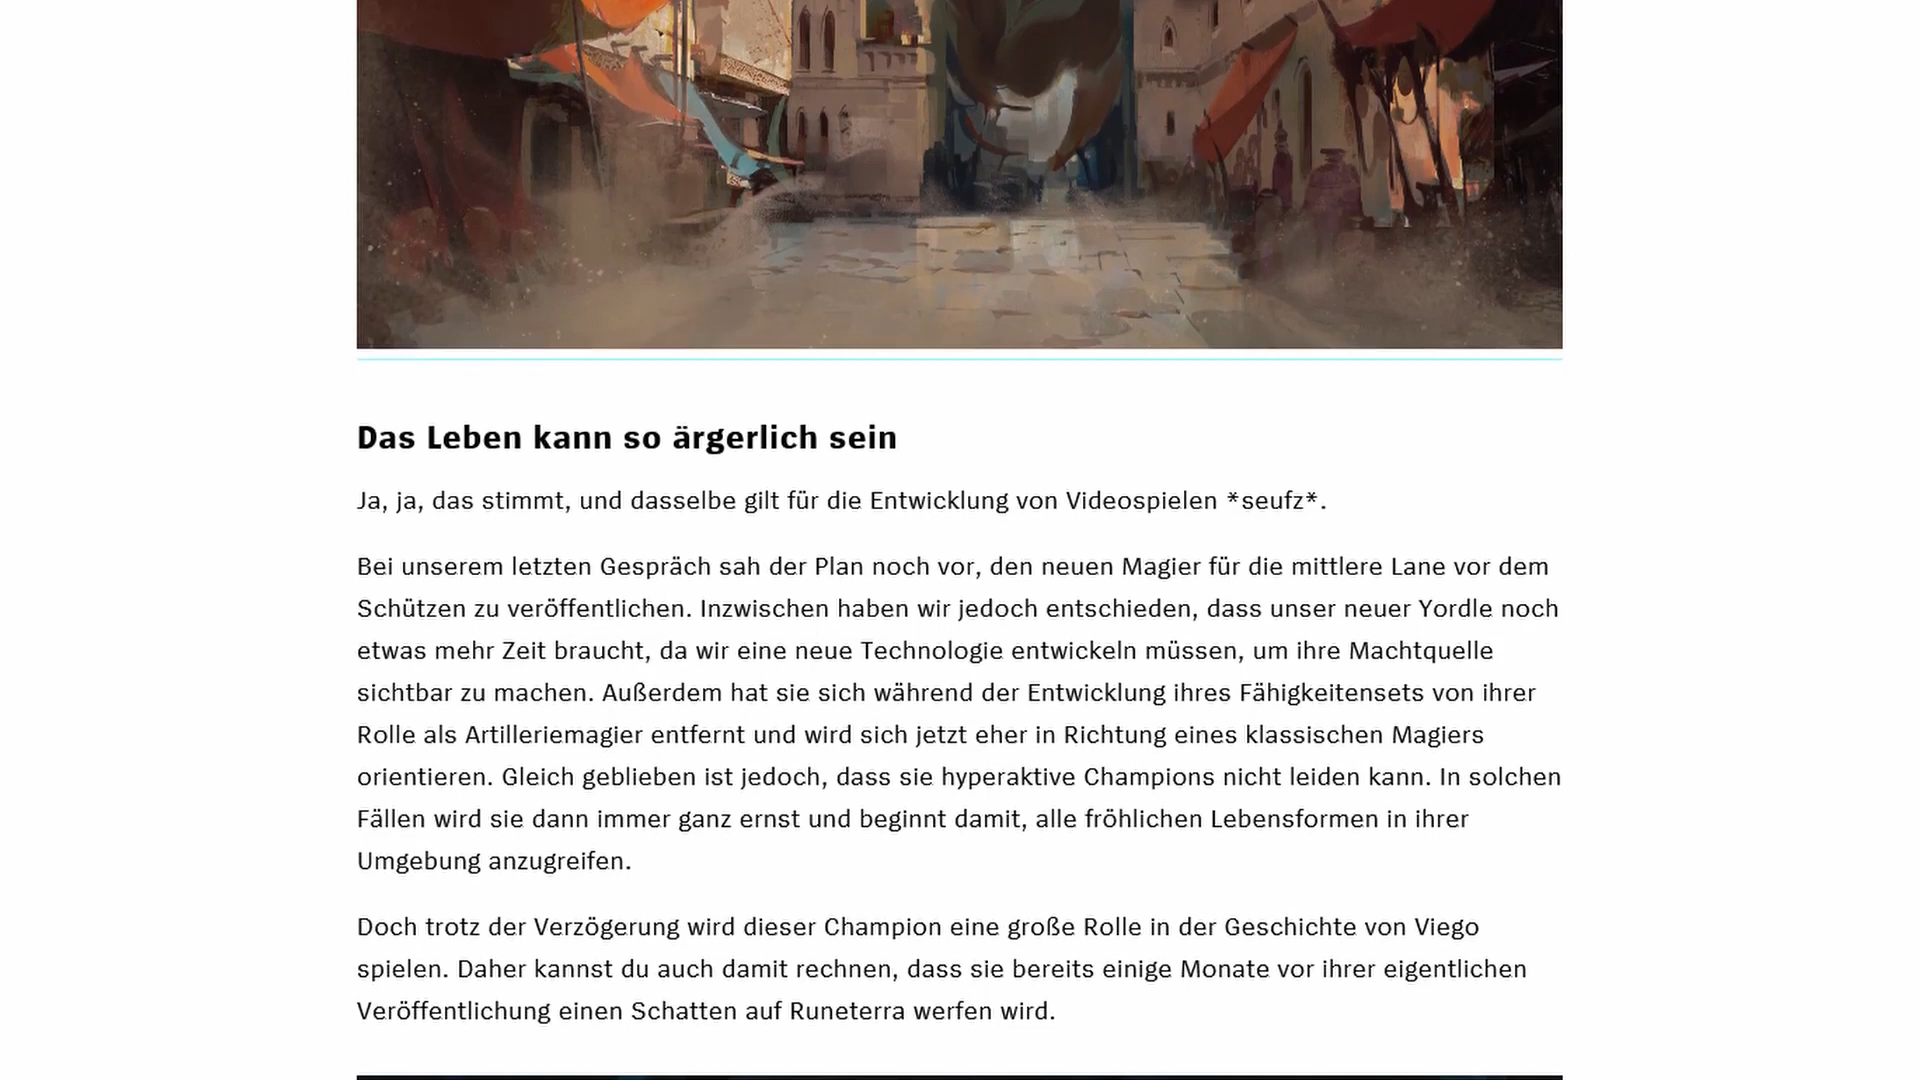 Das Leben kann so ärgerlich sein
Ja, ja, das stimmt, und dasselbe gilt für die Entwicklung von Videospielen *seufz*.
Bei unserem letzten Gespräch sah der Plan noch vor, den neuen Magier für die mittlere Lane vor dem
Schützen zu veröffentlichen. Inzwischen haben wir jedoch entschieden, dass unser neuer Yordle noch
etwas mehr Zeit braucht, da wir eine neue Technologie entwickeln müssen, um ihre Machtquelle
sichtbar zu machen. Außerdem hat sie sich während der Entwicklung ihres Fähigkeitensets von ihrer
Rolle als Artilleriemagier entfernt und wird sich jetzt eher in Richtung eines klassischen Magiers
orientieren. Gleich geblieben ist jedoch, dass sie hyperaktive Champions nicht leiden kann. In solchen
Fällen wird sie dann immer ganz ernst und beginnt damit, alle fröhlichen Lebensformen in ihrer
Umgebung anzugreifen.
Doch trotz der Verzögerung wird dieser Champion eine große Rolle in der Geschichte von Viego
spielen. Daher kannst du auch damit rechnen, dass sie bereits einige Monate vor ihrer eigentlichen
Veröffentlichung einen Schatten auf Runeterra werfen wird.